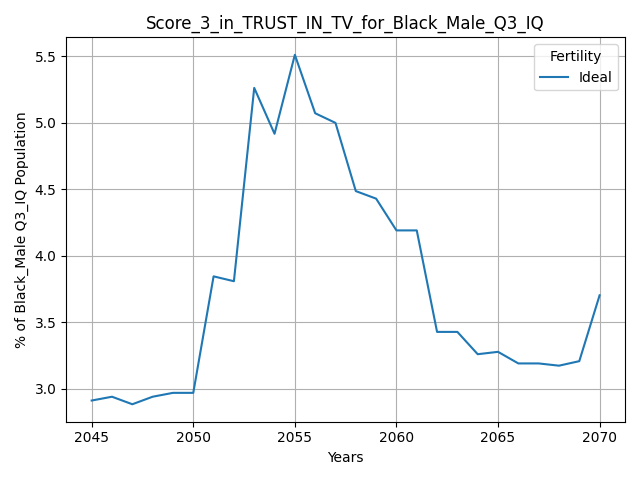 Score_3_in_TRUST_IN_TV_for_Black_Male_Q3_IQ
Fertility
Ideal
% of Black_Male Q3_IQ Population
5.5
5.0
4.5
4.0
3.5
3.0
2045 2050 2055 2060 2065 2070
Years